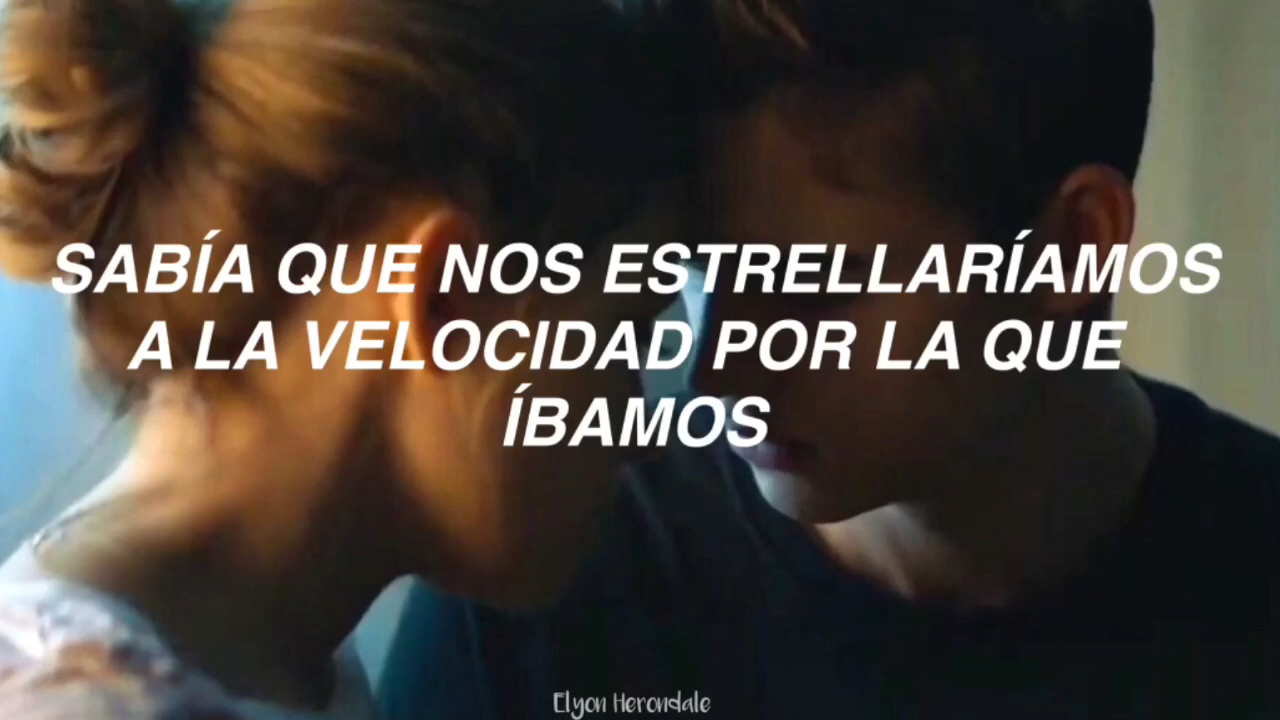 SABÍA QUE NOS ESTRELLARÍAMOS
A LA VELOCIDAD POR LA QUE
ÍBAMOS
Elyon Herondale